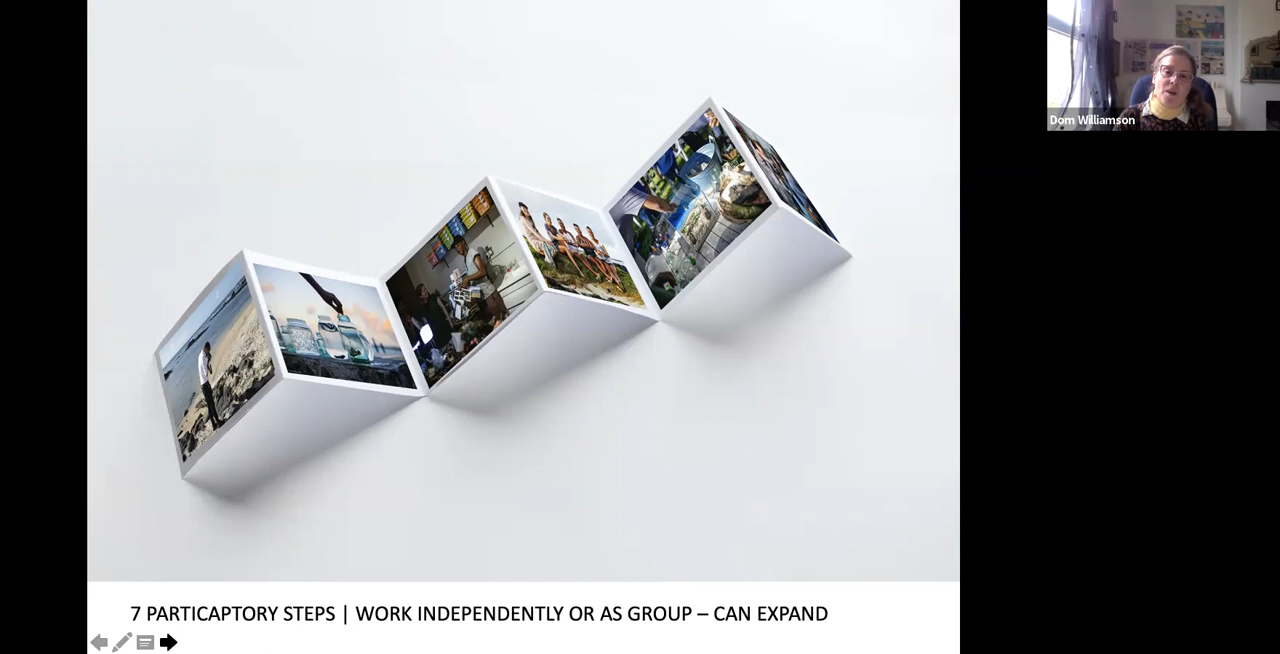 Dom Williamson
7 PARTICAPTORY STEPS | WORK INDEPENDENTLY OR AS GROUP – CAN EXPAND